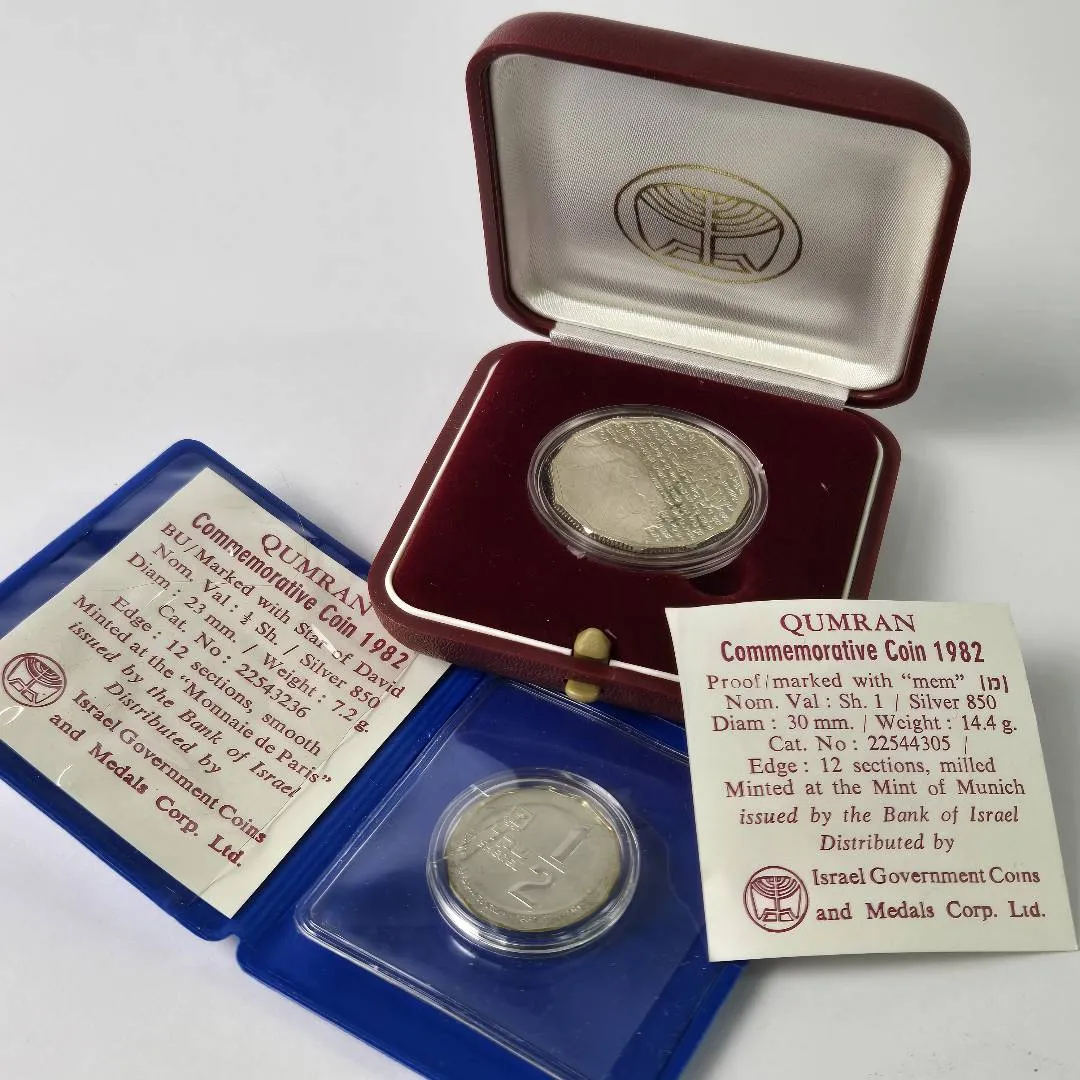 QUMRAN
Commemorative Coin 1982
BU/Marked with Star of David
Nom. Val : ½ Sh. / Silver 850
Diam : 23 mm. / Weight : 7.2 g.
Cat. No : 22543236
Edge : 12 sections, smooth
Minted at the "Monnaie de Paris"
issued by the Bank of Israel
Distributed by
Israel Government Coins
and Medals Corp. Ltd.
1
2
ISRAEL
QUMRAN
Commemorative Coin 1982
Proof/marked with "mem" (מ)
Nom. Val : Sh. 1 / Silver 850
Diam : 30 mm. / Weight : 14.4 g.
Cat. No : 22544305 /
Edge : 12 sections, milled
Minted at the Mint of Munich
issued by the Bank of Israel
Distributed by
Israel Government Coins
and Medals Corp. Ltd.